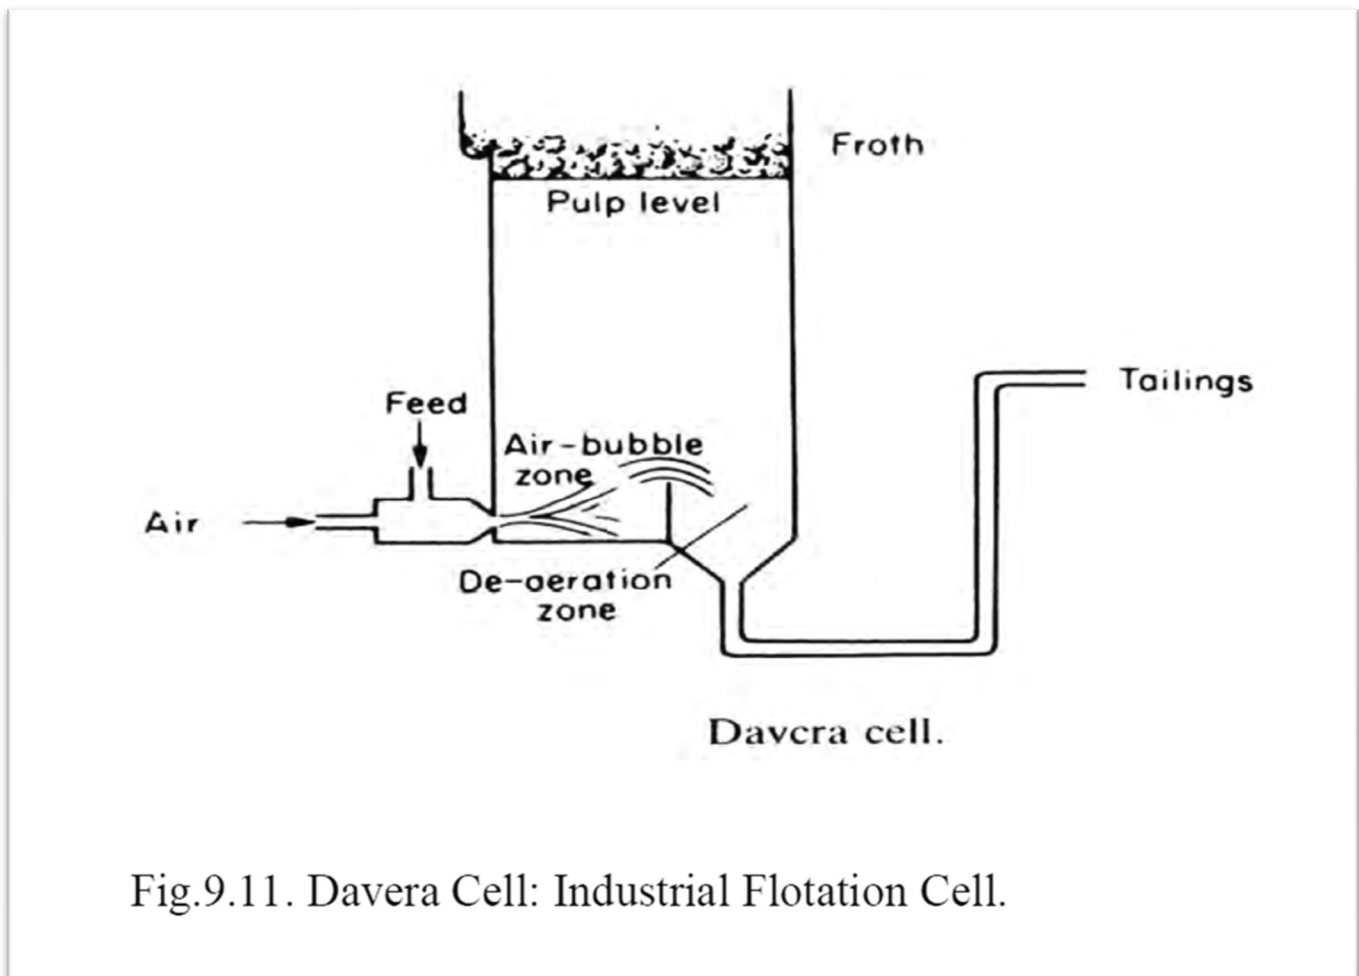 Froth
Pulp level
Tailings
Feed
Air-bubble
zone
Air
De-aeration
zone
Davcra cell.
Fig.9.11. Davera Cell: Industrial Flotation Cell.